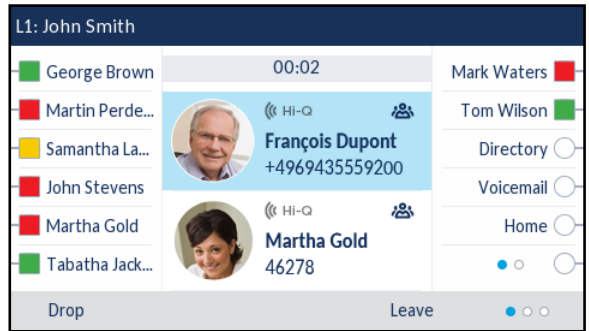 L1: John Smith
George Brown
Martin Perde...
Samantha La...
John Stevens
Martha Gold
Tabatha Jack...
00:02
Hi-Q
François Dupont
+4969435559200
Hi-Q
Martha Gold
46278
Mark Waters
Tom Wilson
Directory
Voicemail
Home
Drop
Leave